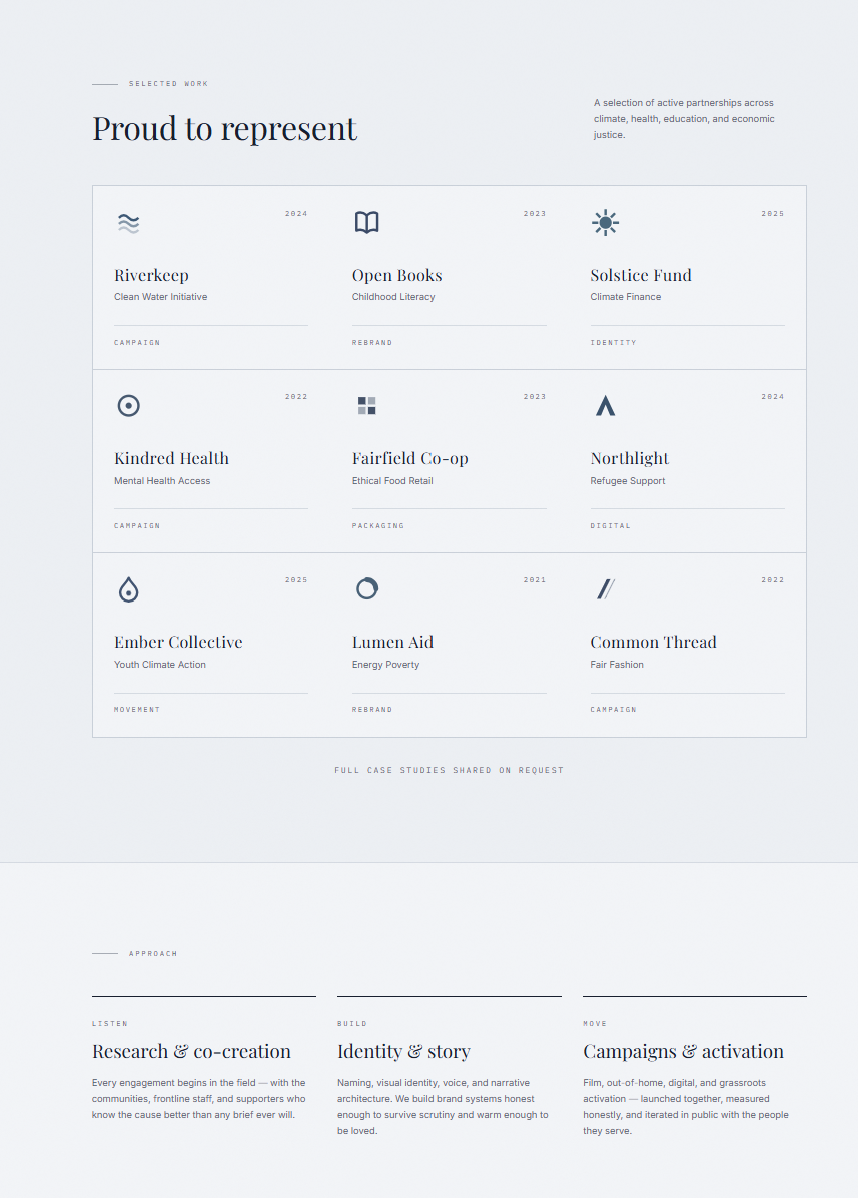 SELECTED WORK
Proud to represent
A selection of active partnerships across
climate, health, education, and economic
justice.
2024
Riverkeep
Clean Water Initiative
CAMPAIGN
2023
Open Books
Childhood Literacy
REBRAND
2025
Solstice Fund
Climate Finance
IDENTITY
2022
Kindred Health
Mental Health Access
CAMPAIGN
2023
Fairfield Co-op
Ethical Food Retail
PACKAGING
2024
Northlight
Refugee Support
DIGITAL
2025
Ember Collective
Youth Climate Action
MOVEMENT
2021
Lumen Aid
Energy Poverty
REBRAND
2022
Common Thread
Fair Fashion
CAMPAIGN
FULL CASE STUDIES SHARED ON REQUEST
APPROACH
LISTEN
Research & co-creation
Every engagement begins in the field — with the
communities, frontline staff, and supporters who
know the cause better than any brief ever will.
BUILD
Identity & story
Naming, visual identity, voice, and narrative
architecture. We build brand systems honest
enough to survive scrutiny and warm enough to
be loved.
MOVE
Campaigns & activation
Film, out-of-home, digital, and grassroots
activation — launched together, measured
honestly, and iterated in public with the people
they serve.